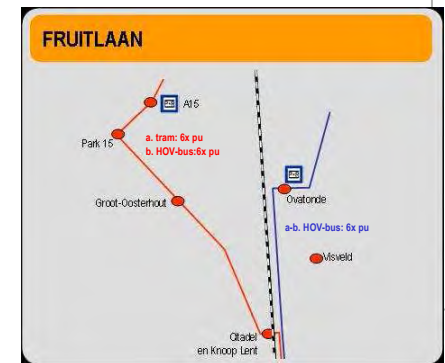 FRUITLAAN
A15
Park 15
a. tram: 6x pu
b. HOV-bus:6x pu
Groot-Oosterhout
Ovatonde
a-b. HOV-bus: 6x pu
Visveld
Citadel
en Knoop Lent